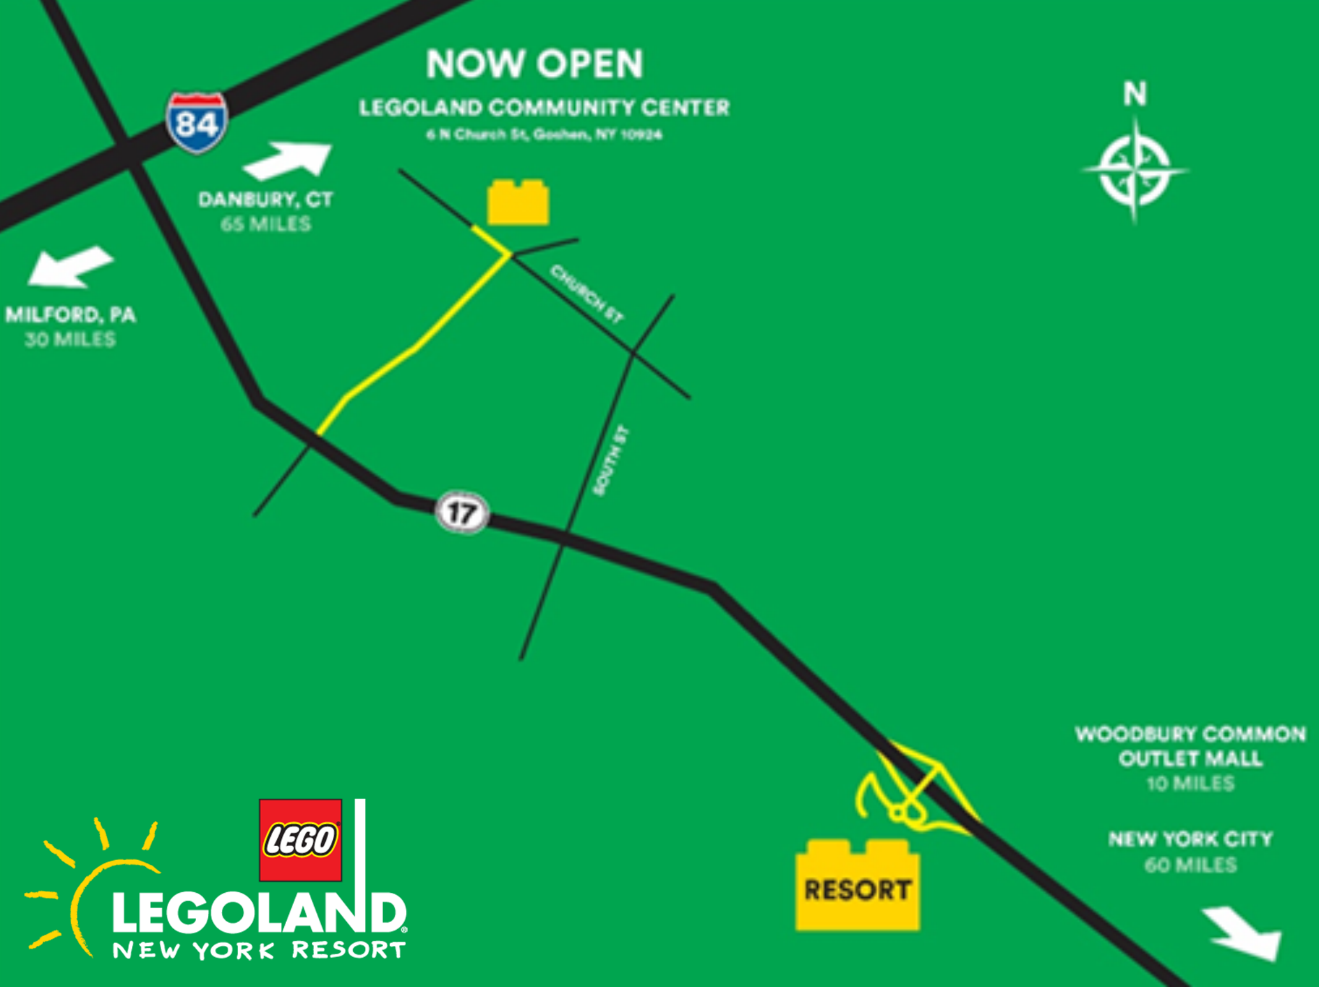 NOW OPEN
LEGOLAND COMMUNITY CENTER
6 N Church St, Goshen, NY 10924
N
84
DANBURY, CT
65 MILES
MILFORD, PA
30 MILES
CHURCH ST
SOUTH ST
17
WOODBURY COMMON
OUTLET MALL
10 MILES
NEW YORK CITY
60 MILES
RESORT
LEGO
LEGOLAND®
NEW YORK RESORT